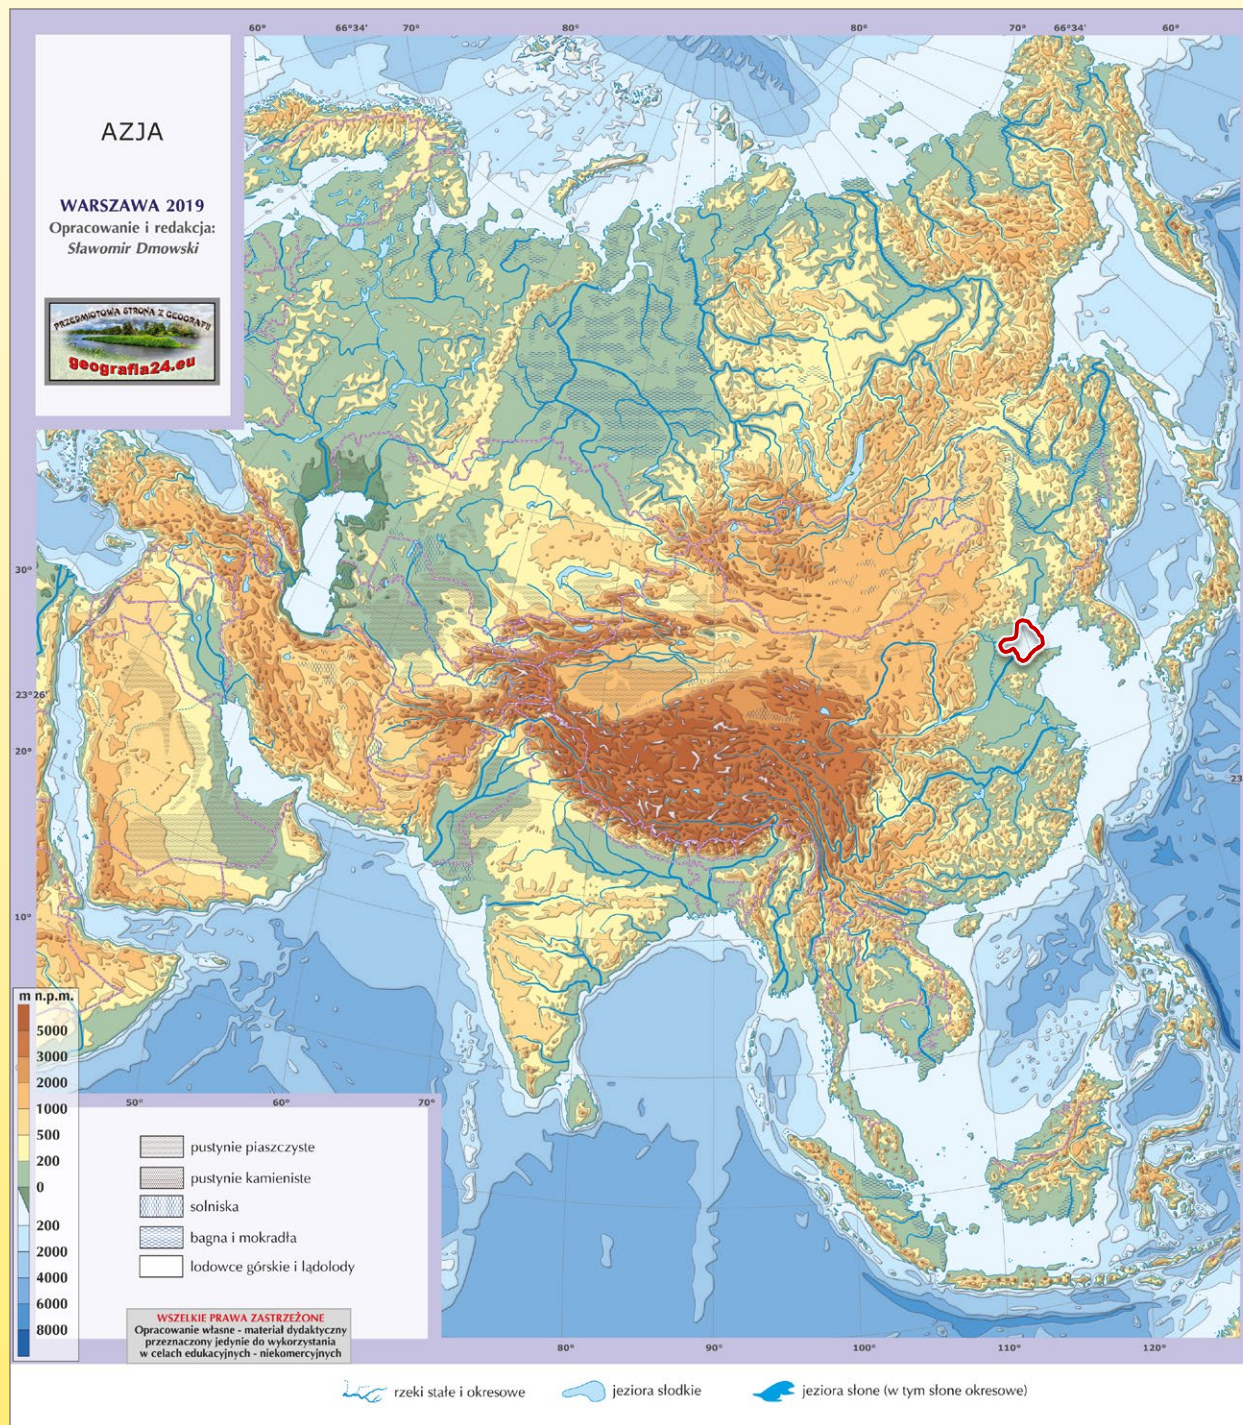 60° 66°34' 70° 80° 80° 70° 66°34' 60°
AZJA
WARSZAWA 2019
Opracowanie i redakcja:
Sławomir Dmowski
PRZEDMIOTOWA STRONA Z GEOGRAFII
geografia24.eu
30°
23°26'
20°
23
10°
m n.p.m.
5000
3000
2000
1000
500
200
0
200
2000
4000
6000
8000
50° 60° 70°
pustynie piaszczyste
pustynie kamieniste
soliska
bagna i mokradła
lodowce górskie i lądolody
WSZELKIE PRAWA ZASTRZEŻONE
Opracowanie własne - materiał dydaktyczny
przeznaczony jedynie do wykorzystania
w celach edukacyjnych - niekomercyjnych
80° 90° 100° 110° 120°
rzeki stałe i okresowe
jeziora słodkie
jeziora słone (w tym słone okresowe)